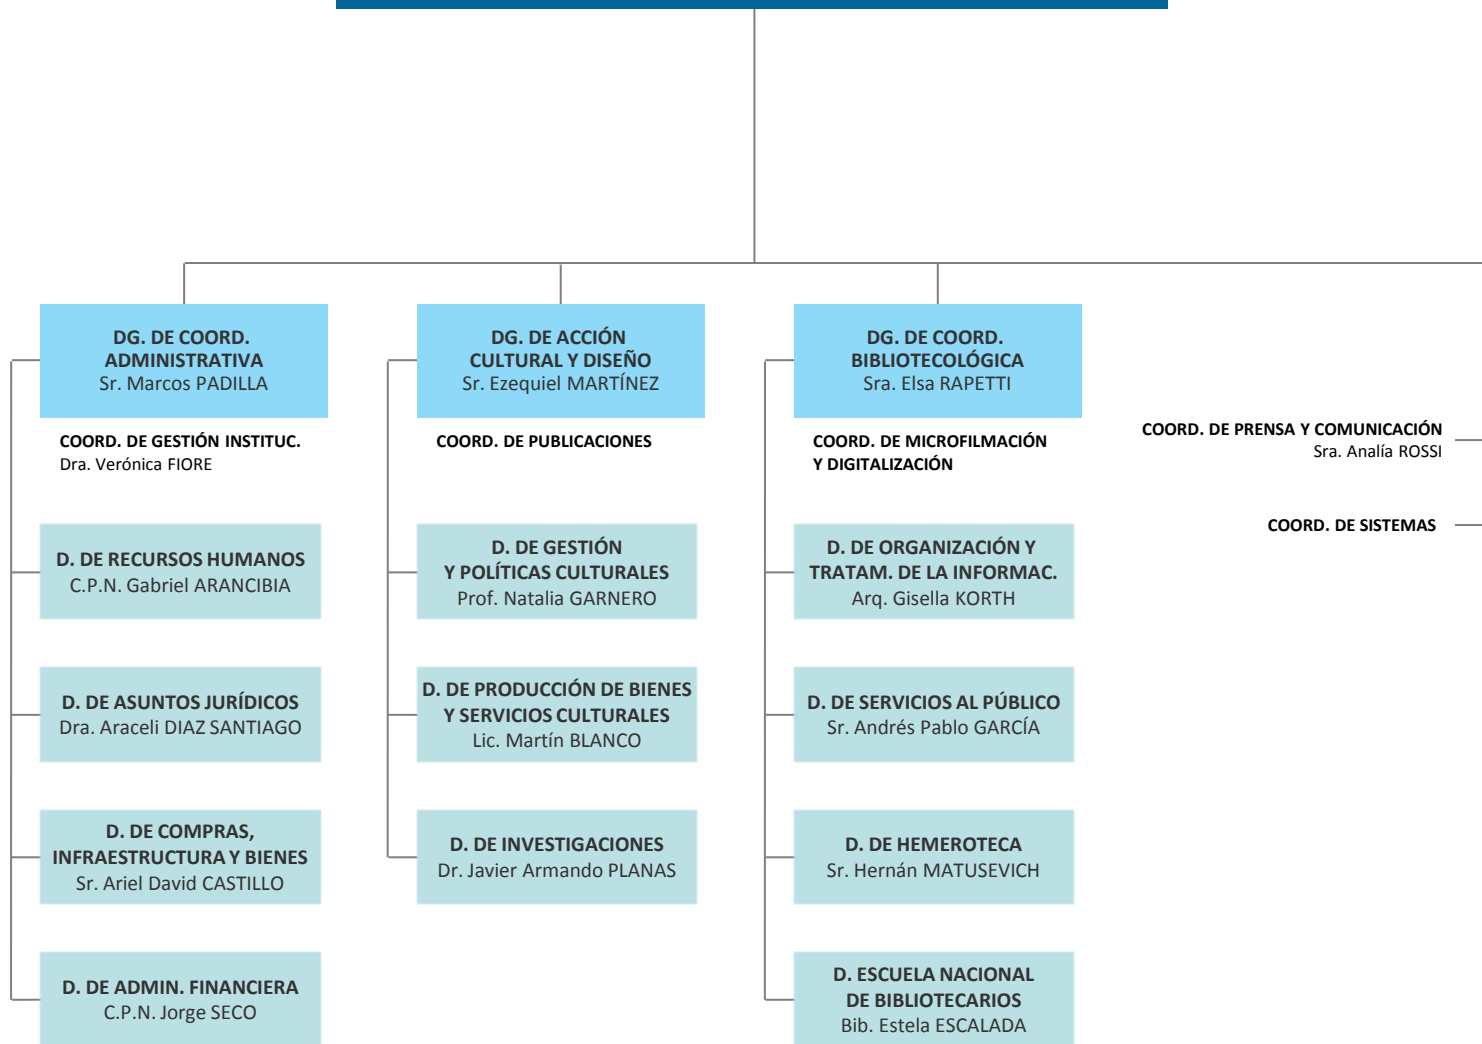 DG. DE COORD.
ADMINISTRATIVA
Sr. Marcos PADILLA
COORD. DE GESTIÓN INSTITUC.
Dra. Verónica FIORE
D. DE RECURSOS HUMANOS
C.P.N. Gabriel ARANCIBIA
D. DE ASUNTOS JURÍDICOS
Dra. Araceli DIAZ SANTIAGO
D. DE COMPRAS,
INFRAESTRUCTURA Y BIENES
Sr. Ariel David CASTILLO
D. DE ADMIN. FINANCIERA
C.P.N. Jorge SECO
DG. DE ACCIÓN
CULTURAL Y DISEÑO
Sr. Ezequiel MARTÍNEZ
COORD. DE PUBLICACIONES
D. DE GESTIÓN
Y POLÍTICAS CULTURALES
Prof. Natalia GARNERO
D. DE PRODUCCIÓN DE BIENES
Y SERVICIOS CULTURALES
Lic. Martín BLANCO
D. DE INVESTIGACIONES
Dr. Javier Armando PLANAS
DG. DE COORD.
BIBLIOTECOLÓGICA
Sra. Elsa RAPETTI
COORD. DE MICROFILMACIÓN
Y DIGITALIZACIÓN
D. DE ORGANIZACIÓN Y
TRATAM. DE LA INFORMAC.
Arq. Gisella KORTH
D. DE SERVICIOS AL PÚBLICO
Sr. Andrés Pablo GARCÍA
D. DE HEMEROTECA
Sr. Hernán MATUSEVICH
D. ESCUELA NACIONAL
DE BIBLIOTECARIOS
Bib. Estela ESCALADA
COORD. DE PRENSA Y COMUNICACIÓN
Sra. Analía ROSSI
COORD. DE SISTEMAS